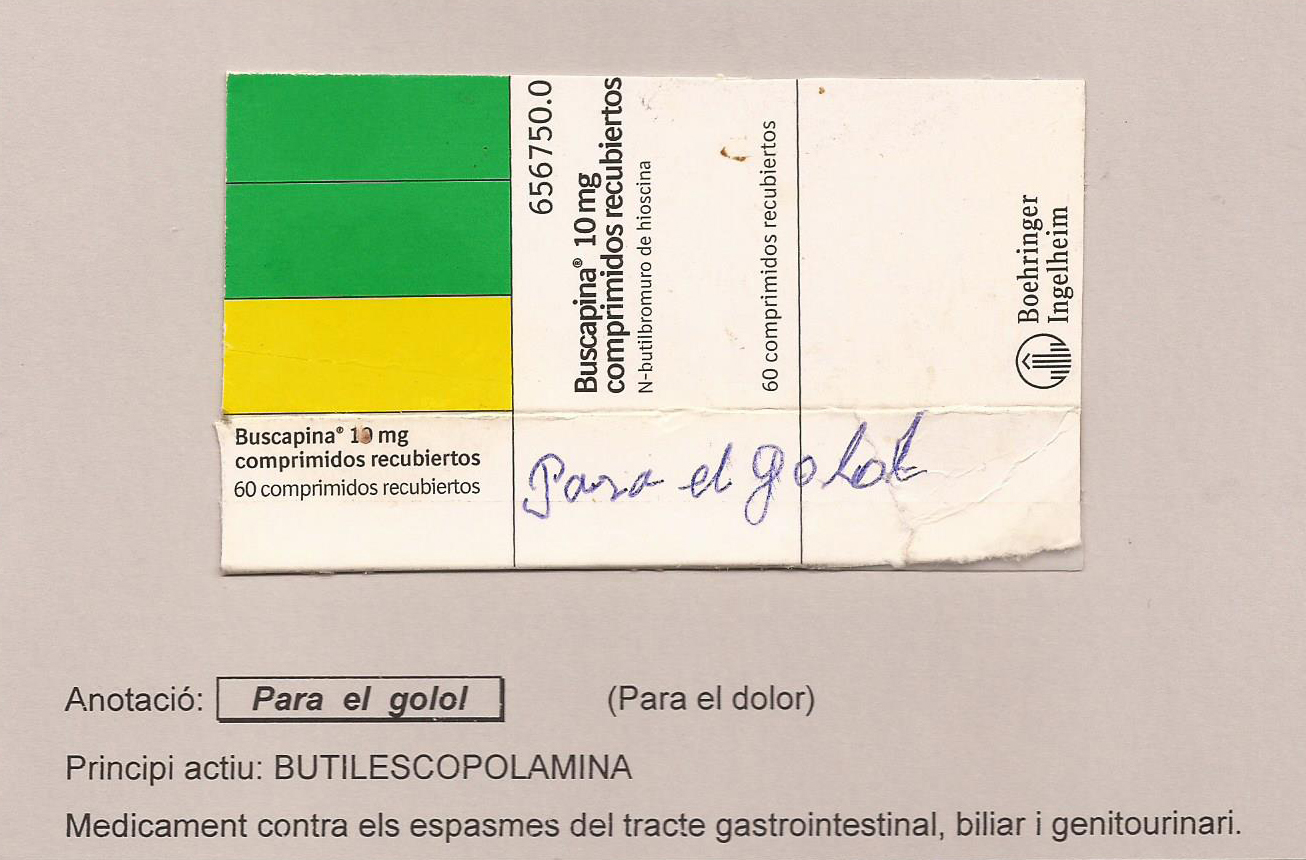 656750.0
Buscapina® 10 mg
comprimidos recubiertos
N-butilbromuro de hioscina
60 comprimidos recubiertos
Boehringer
Ingelheim
Buscapina® 10 mg
comprimidos recubiertos
60 comprimidos recubiertos
Para el golol
Anotació: Para el golol (Para el dolor)
Principi actiu: BUTILESCOPOLAMINA
Medicament contra els espasmes del tracte gastrointestinal, biliar i genitourinari.